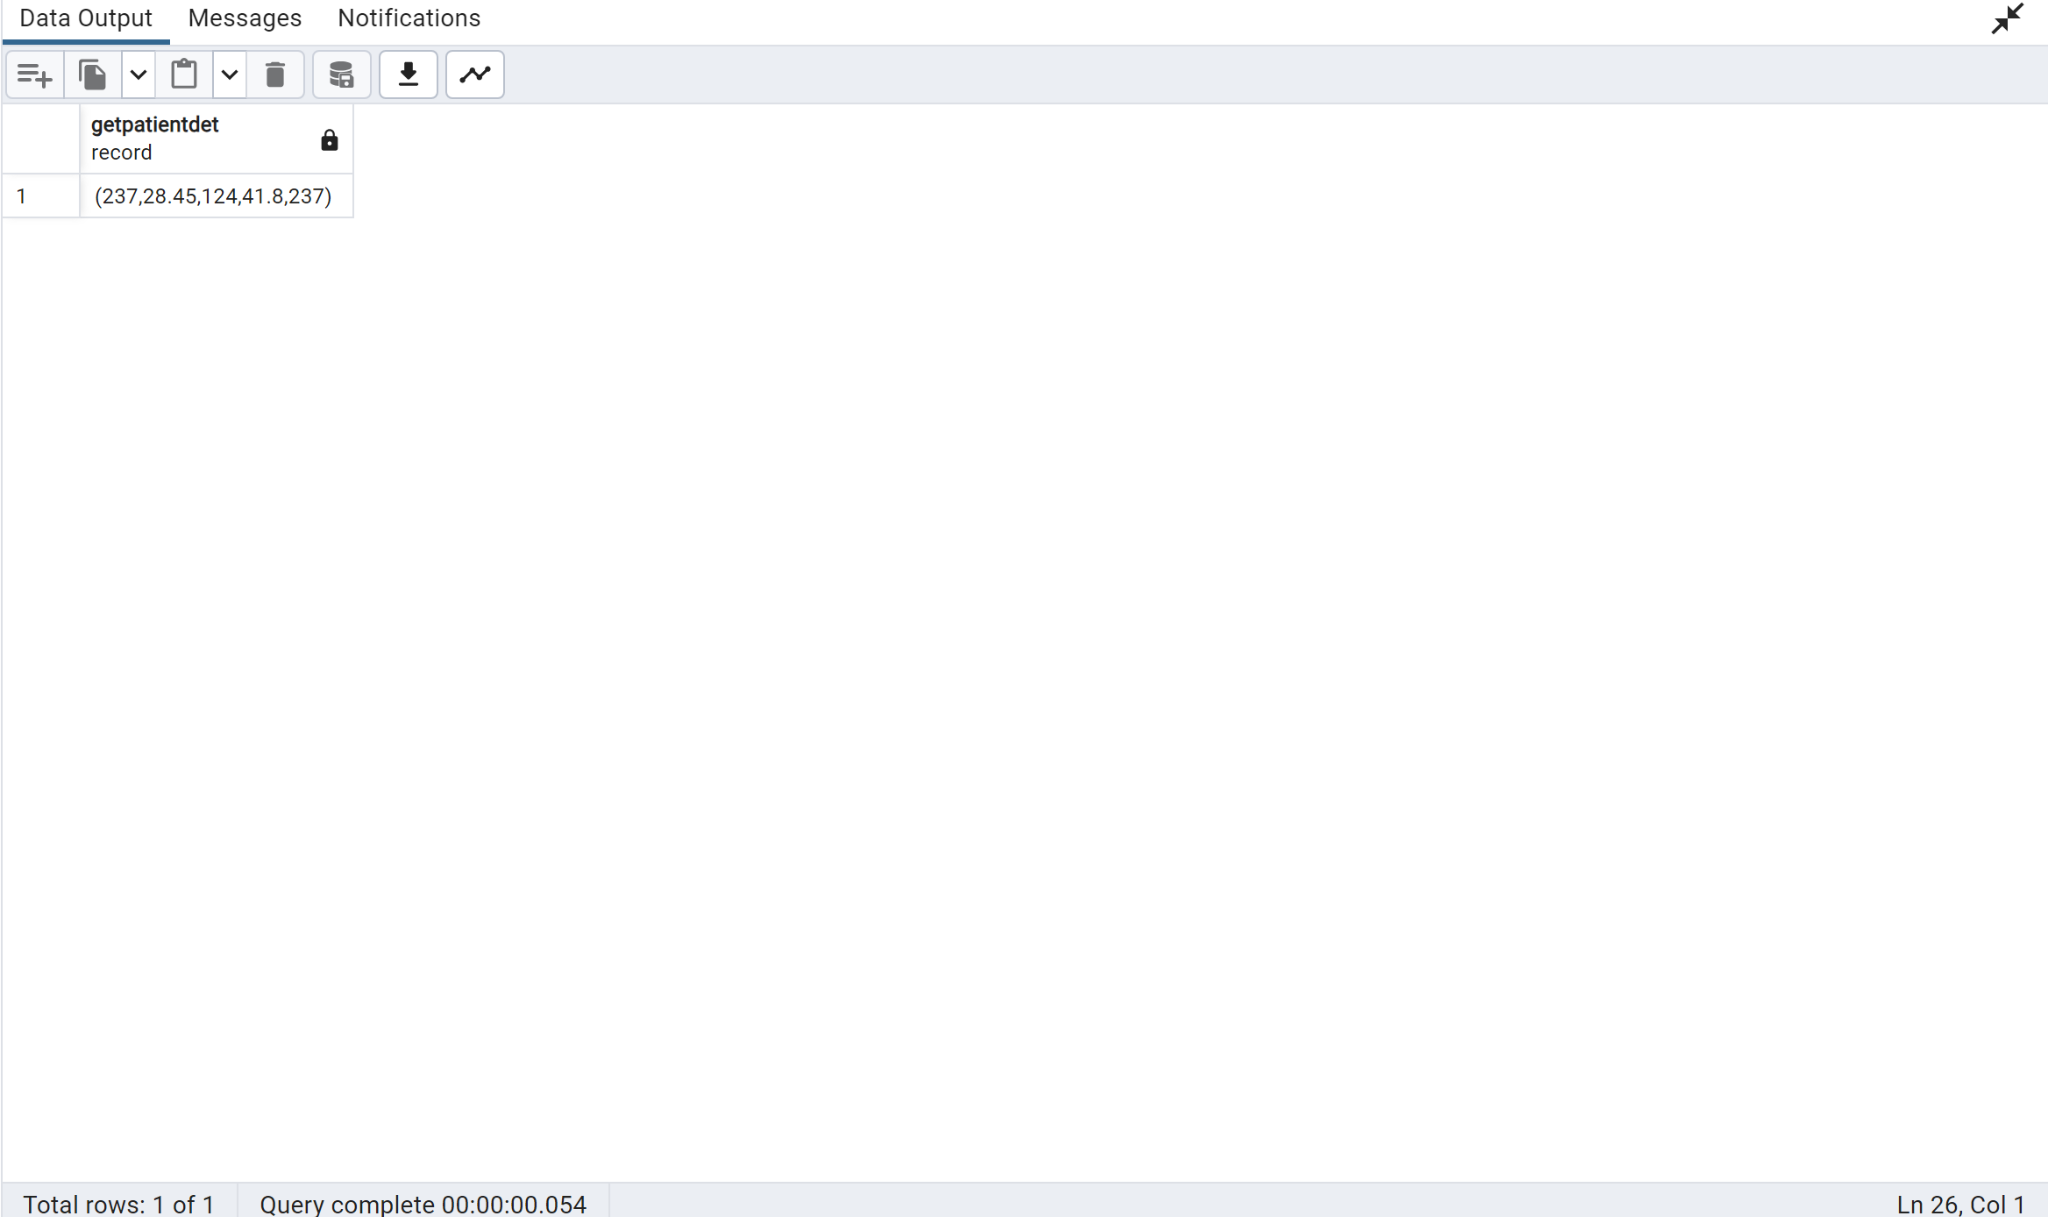 Data Output Messages Notifications
getpatientdet
record
1 (237,28.45,124,41.8,237)
Total rows: 1 of 1 Query complete 00:00:00.054 Ln 26, Col 1